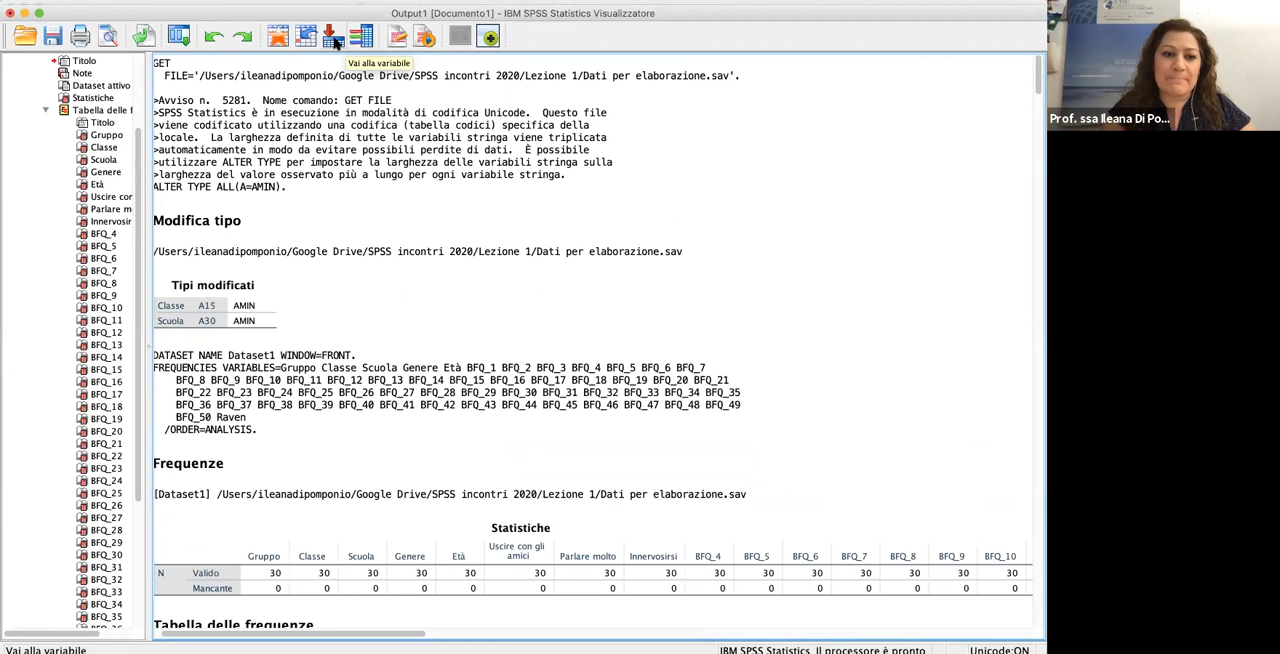 Output1 [Documento1] - IBM SPSS Statistics Visualizzatore
Vai alla variabile
Prof. ssa Ileana Di Po...
Titolo
Note
Dataset attivo
Statistiche
Tabella delle f
Titolo
Gruppo
Classe
Scuola
Genere
Età
Uscire con
Parlare m
Innervosir
BFQ_4
BFQ_5
BFQ_6
BFQ_7
BFQ_8
BFQ_9
BFQ_10
BFQ_11
BFQ_12
BFQ_13
BFQ_14
BFQ_15
BFQ_16
BFQ_17
BFQ_18
BFQ_19
BFQ_20
BFQ_21
BFQ_22
BFQ_23
BFQ_24
BFQ_25
BFQ_26
BFQ_27
BFQ_28
BFQ_29
BFQ_30
BFQ_31
BFQ_32
BFQ_33
BFQ_34
BFQ_35
GET
FILE='/Users/ileanadipomponio/Google Drive/SPSS incontri 2020/Lezione 1/Dati per elaborazione.sav'.
>Avviso n. 5281. Nome comando: GET FILE
>SPSS Statistics è in esecuzione in modalità di codifica Unicode. Questo file
>viene codificato utilizzando una codifica (tabella codici) specifica della
>locale. La larghezza definita di tutte le variabili stringa viene triplicata
>automaticamente in modo da evitare possibili perdite di dati. È possibile
>utilizzare ALTER TYPE per impostare la larghezza delle variabili stringa sulla
>larghezza del valore osservato più a lungo per ogni variabile stringa.
ALTER TYPE ALL(A=AMIN).
Modifica tipo
/Users/ileanadipomponio/Google Drive/SPSS incontri 2020/Lezione 1/Dati per elaborazione.sav
Tipi modificati
Classe A15 AMIN
Scuola A30 AMIN
DATASET NAME Dataset1 WINDOW=FRONT.
FREQUENCIES VARIABLES=Gruppo Classe Scuola Genere Età BFQ_1 BFQ_2 BFQ_3 BFQ_4 BFQ_5 BFQ_6 BFQ_7
BFQ_8 BFQ_9 BFQ_10 BFQ_11 BFQ_12 BFQ_13 BFQ_14 BFQ_15 BFQ_16 BFQ_17 BFQ_18 BFQ_19 BFQ_20 BFQ_21
BFQ_22 BFQ_23 BFQ_24 BFQ_25 BFQ_26 BFQ_27 BFQ_28 BFQ_29 BFQ_30 BFQ_31 BFQ_32 BFQ_33 BFQ_34 BFQ_35
BFQ_36 BFQ_37 BFQ_38 BFQ_39 BFQ_40 BFQ_41 BFQ_42 BFQ_43 BFQ_44 BFQ_45 BFQ_46 BFQ_47 BFQ_48 BFQ_49
BFQ_50 Raven
/ORDER=ANALYSIS.
Frequenze
[Dataset1] /Users/ileanadipomponio/Google Drive/SPSS incontri 2020/Lezione 1/Dati per elaborazione.sav
Statistiche
Gruppo Classe Scuola Genere Età Uscire con gli amici Parlare molto Innervosirsi BFQ_4 BFQ_5 BFQ_6 BFQ_7 BFQ_8 BFQ_9 BFQ_10
N Valido 30 30 30 30 30 30 30 30 30 30 30 30 30 30 30
Mancante 0 0 0 0 0 0 0 0 0 0 0 0 0 0 0
Tabella delle frequenze
Vai alla variabile
IBM SPSS Statistics Il processore è pronto
Unicode:ON